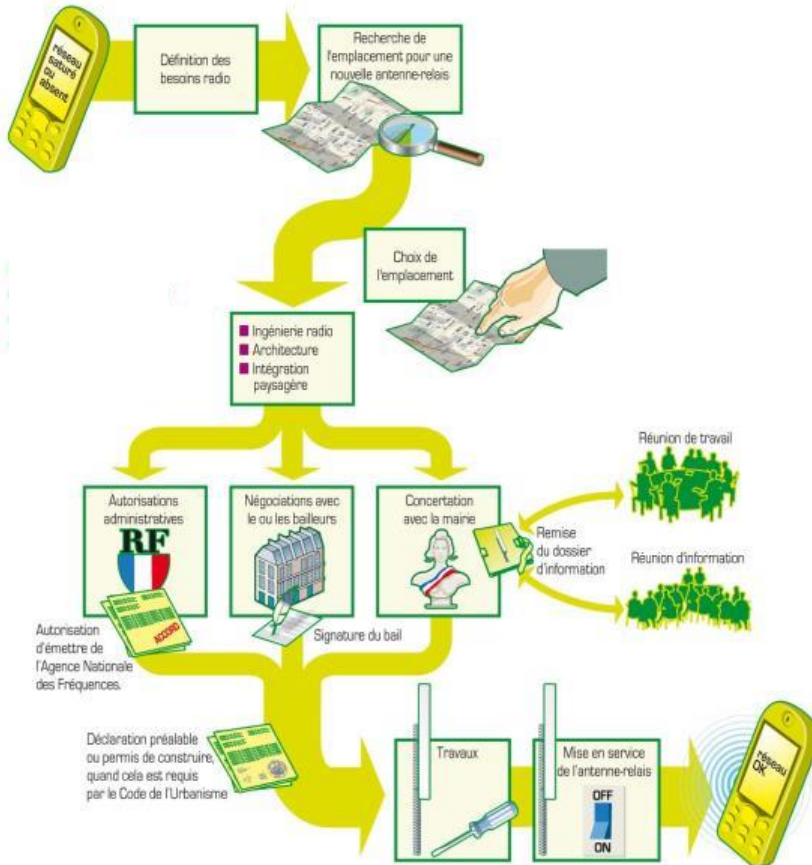 réseau
saturé
ou
absent
Définition des
besoins radio
Recherche de
l'emplacement pour une
nouvelle antenne-relais
Choix de
l'emplacement
Ingénierie radio
Architecture
Intégration
paysagère
Autorisations
administratives
RF
ACCORD
Autorisation
d'émettre de
l'Agence Nationale
des Fréquences.
Négociations avec
le ou les bailleurs
Signature du bail
Concertation
avec la mairie
Remise
du dossier
d'information
Réunion de travail
Réunion d'information
Déclaration préalable
ou permis de construire,
quand cela est requis
par le Code de l'Urbanisme
Travaux
Mise en service
de l'antenne-relais
OFF
ON
réseau
OK